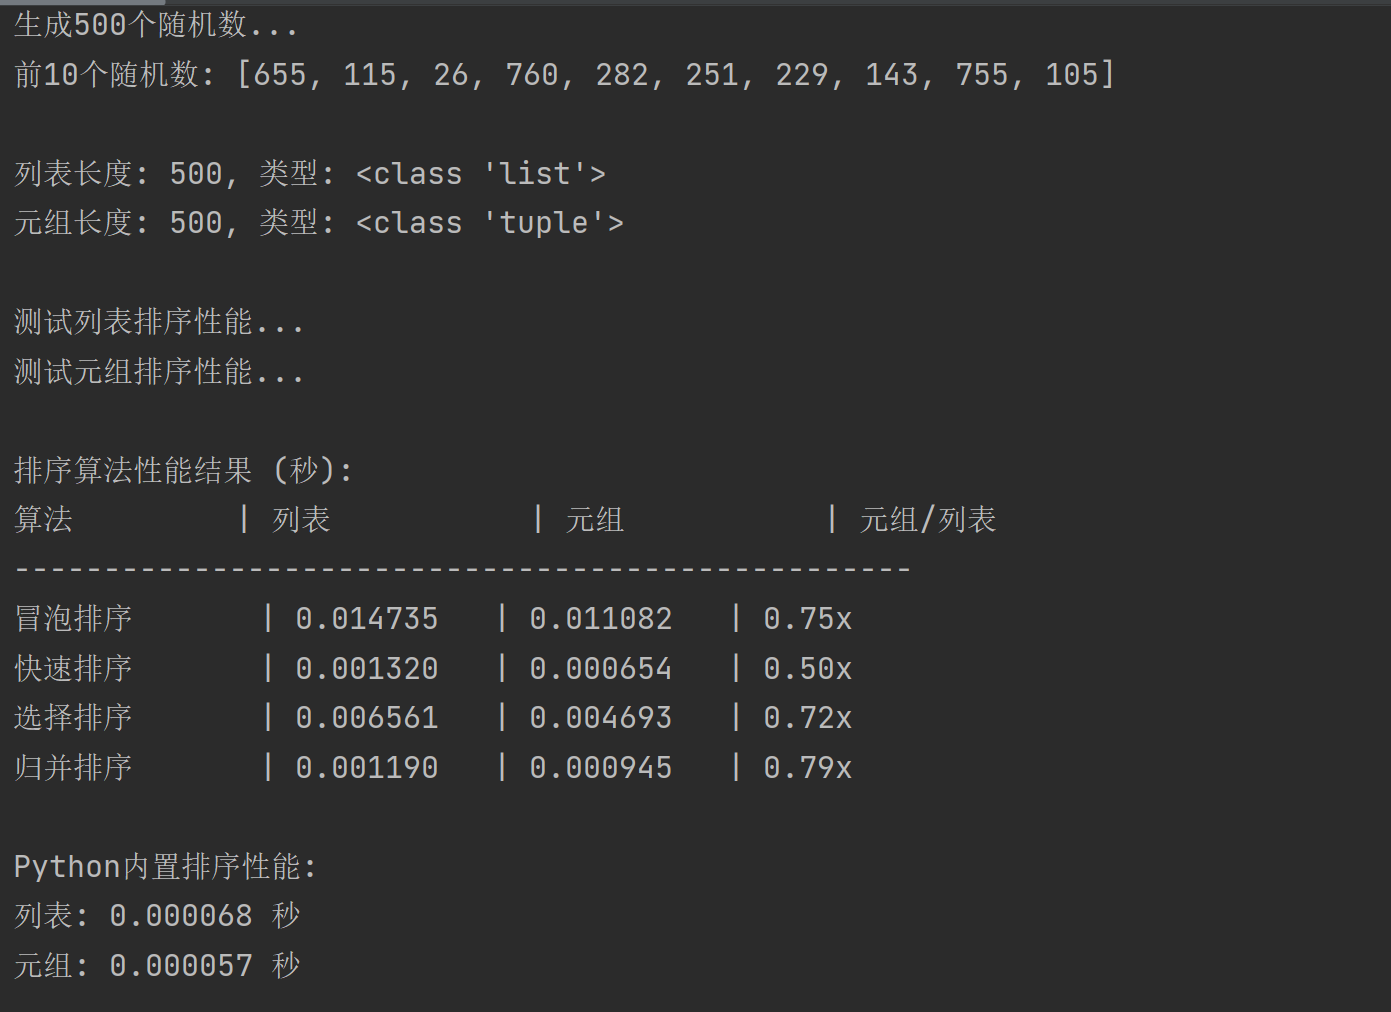 生成500个随机数...
前10个随机数: [655, 115, 26, 760, 282, 251, 229, 143, 755, 105]
列表长度: 500, 类型: <class 'list'>
元组长度: 500, 类型: <class 'tuple'>
测试列表排序性能...
测试元组排序性能...
排序算法性能结果 (秒):
算法 | 列表 | 元组 | 元组/列表
--------------------------------------------------
冒泡排序 | 0.014735 | 0.011082 | 0.75x
快速排序 | 0.001320 | 0.000654 | 0.50x
选择排序 | 0.006561 | 0.004693 | 0.72x
归并排序 | 0.001190 | 0.000945 | 0.79x
Python内置排序性能:
列表: 0.000068 秒
元组: 0.000057 秒